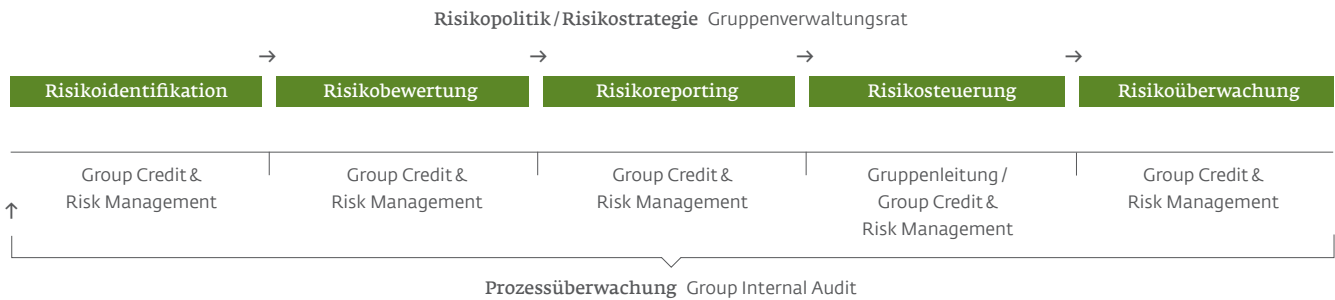 Risikopolitik / Risikostrategie Gruppenverwaltungsrat
→ → → →
Risikoidentifikation Risikobewertung Risikoreporting Risikosteuerung Risikoüberwachung
Group Credit & Group Credit & Group Credit & Gruppenleitung / Group Credit &
Risk Management Risk Management Risk Management Group Credit & Risk Management
Risk Management
Prozessüberwachung Group Internal Audit